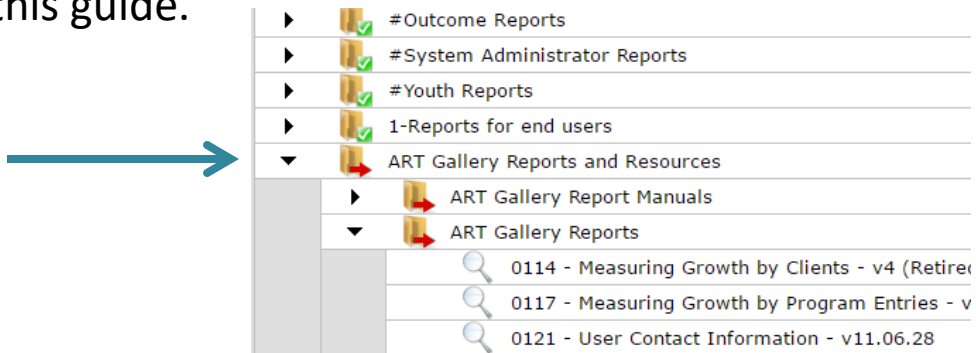 this guide.
#Outcome Reports
#System Administrator Reports
#Youth Reports
1-Reports for end users
ART Gallery Reports and Resources
ART Gallery Report Manuals
ART Gallery Reports
0114 - Measuring Growth by Clients - v4 (Retired
0117 - Measuring Growth by Program Entries - v
0121 - User Contact Information - v11.06.28